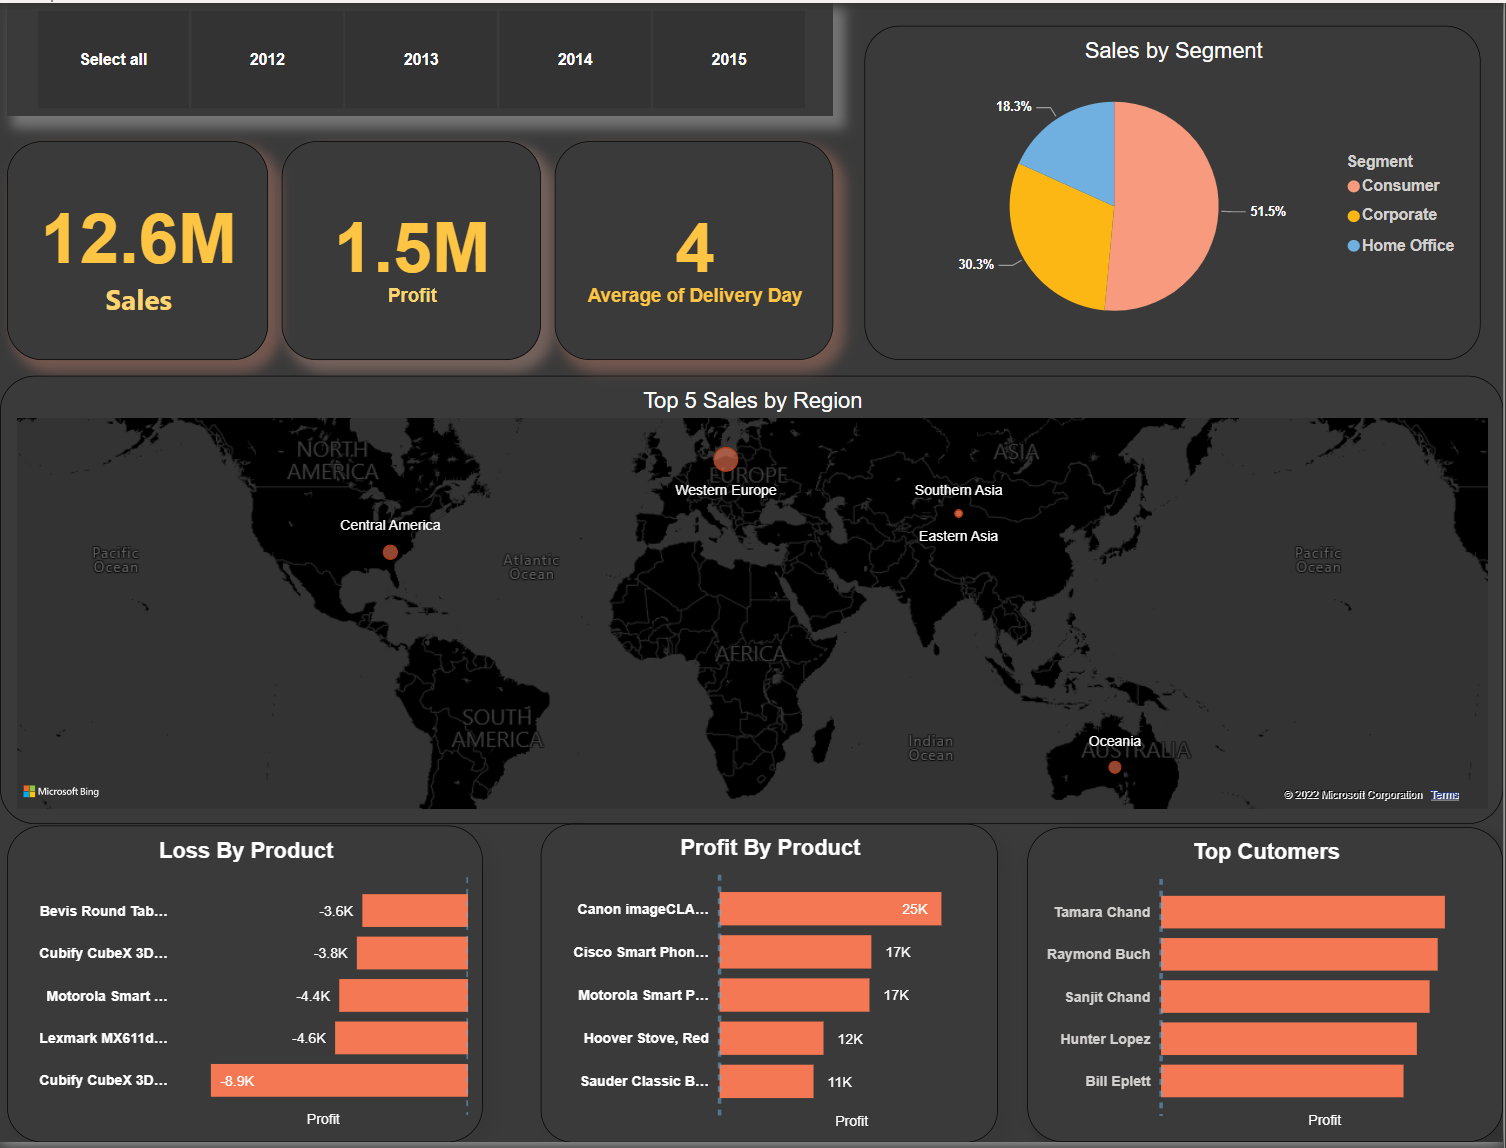 Select all
2012
2013
2014
2015
Sales by Segment
18.3%
51.5%
30.3%
Segment
Consumer
Corporate
Home Office
12.6M
Sales
1.5M
Profit
4
Average of Delivery Day
Top 5 Sales by Region
NORTH
AMERICA
ASIA
EUROPE
Western Europe
Southern Asia
Central America
Eastern Asia
Pacific
Ocean
Atlantic
Ocean
Pacific
Ocean
AFRICA
SOUTH
AMERICA
Indian
Ocean
Oceania
AUSTRALIA
Microsoft Bing
© 2022 Microsoft Corporation Terms
Loss By Product
Bevis Round Tab...
-3.6K
Cubify CubeX 3D...
-3.8K
Motorola Smart ...
-4.4K
Lexmark MX611d...
-4.6K
Cubify CubeX 3D...
-8.9K
Profit
Profit By Product
Canon imageCLA...
25K
Cisco Smart Phon...
17K
Motorola Smart P...
17K
Hoover Stove, Red
12K
Sauder Classic B...
11K
Profit
Top Cutomers
Tamara Chand
Raymond Buch
Sanjit Chand
Hunter Lopez
Bill Eplett
Profit